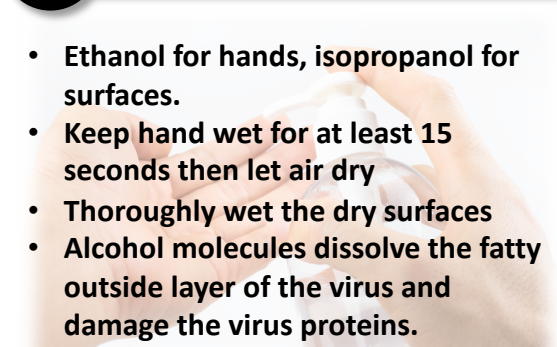 • Ethanol for hands, isopropanol for
surfaces.
• Keep hand wet for at least 15
seconds then let air dry
• Thoroughly wet the dry surfaces
• Alcohol molecules dissolve the fatty
outside layer of the virus and
damage the virus proteins.